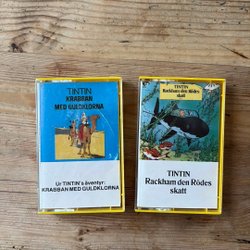 TINTIN
KRABBAN
MED GULDKLORNA
Ur TINTIN's äventyr:
KRABBAN MED GULDKLORNA
TINTIN
Rackham den Rödes
skatt
TINTIN
Rackham den Rödes
skatt